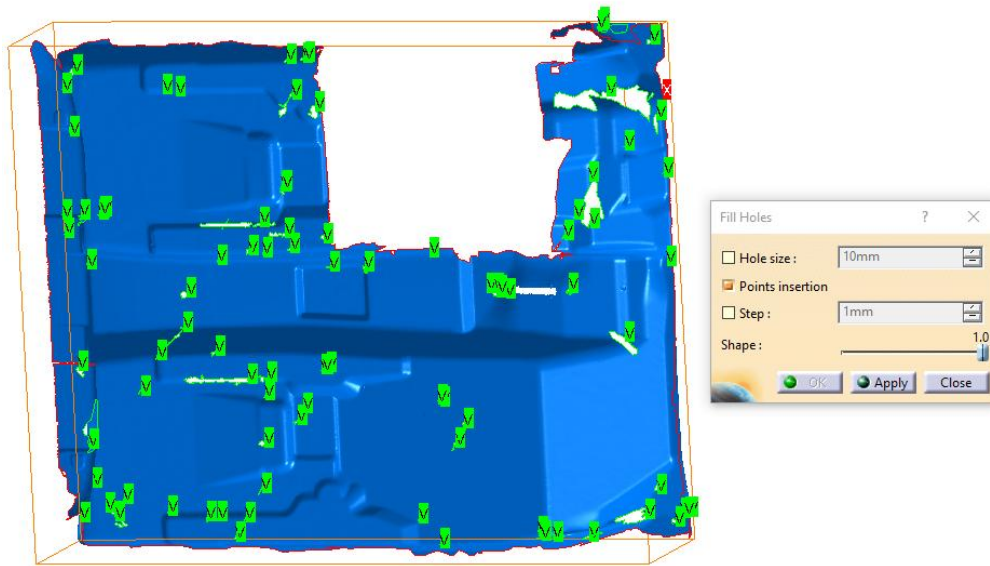 Fill Holes ? ×
Hole size : 10mm
Points insertion
Step : 1mm
Shape : 1.0
OK Apply Close